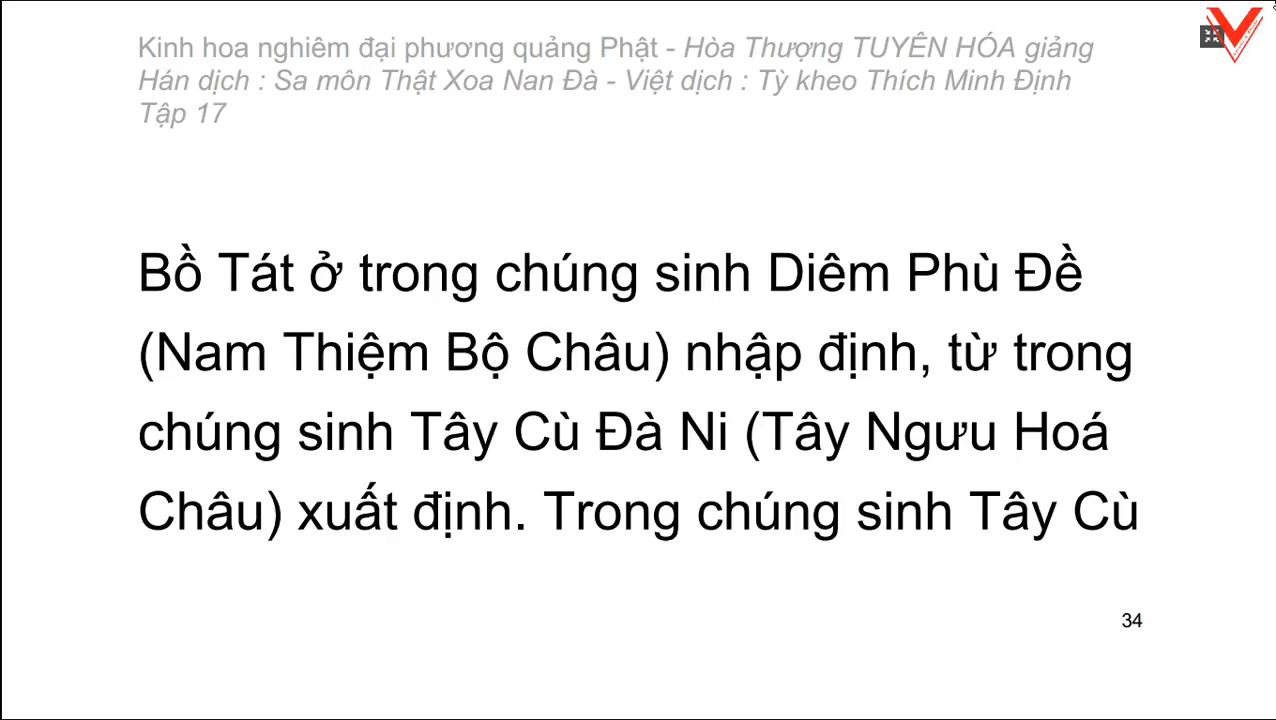 Kinh hoa nghiêm đại phương quảng Phật - Hòa Thượng TUYÊN HÓA giảng
Hán dịch : Sa môn Thật Xoa Nan Đà - Việt dịch : Tỳ kheo Thích Minh Định
Tập 17
Bồ Tát ở trong chúng sinh Diêm Phù Đề
(Nam Thiệm Bộ Châu) nhập định, từ trong
chúng sinh Tây Cù Đà Ni (Tây Ngưu Hoá
Châu) xuất định. Trong chúng sinh Tây Cù
34